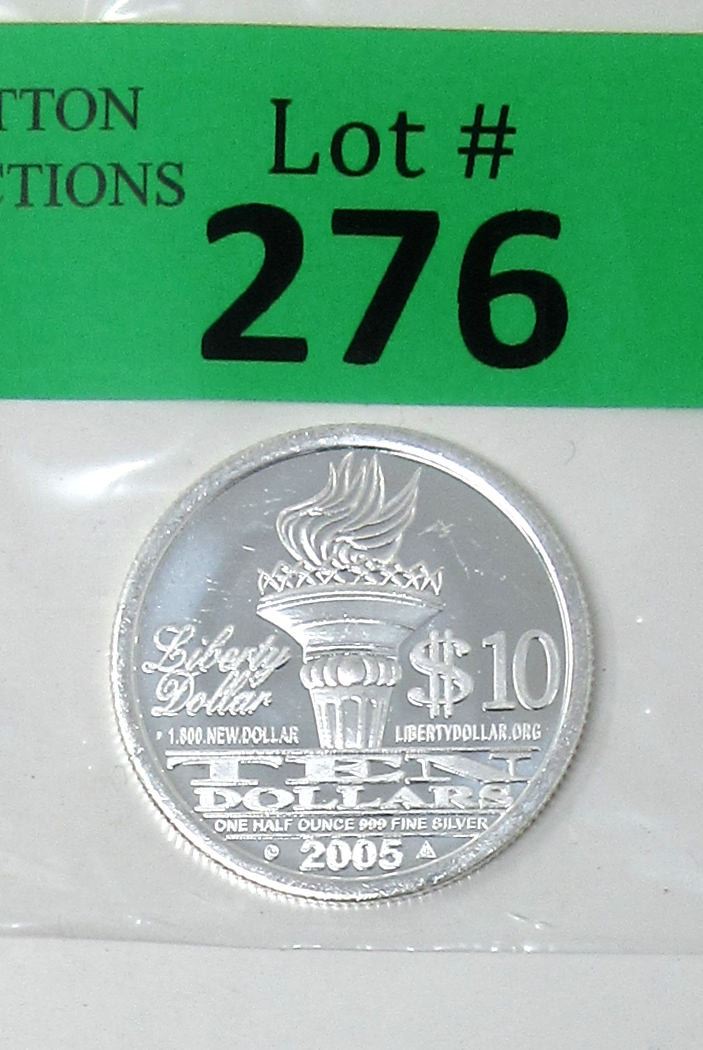 TTON
CTIONS
Lot #
276
Liberty
Dollar
$10
1.800.NEW.DOLLAR
LIBERTYDOLLAR.ORG
TEN
DOLLARS
ONE HALF OUNCE 999 FINE SILVER
2005